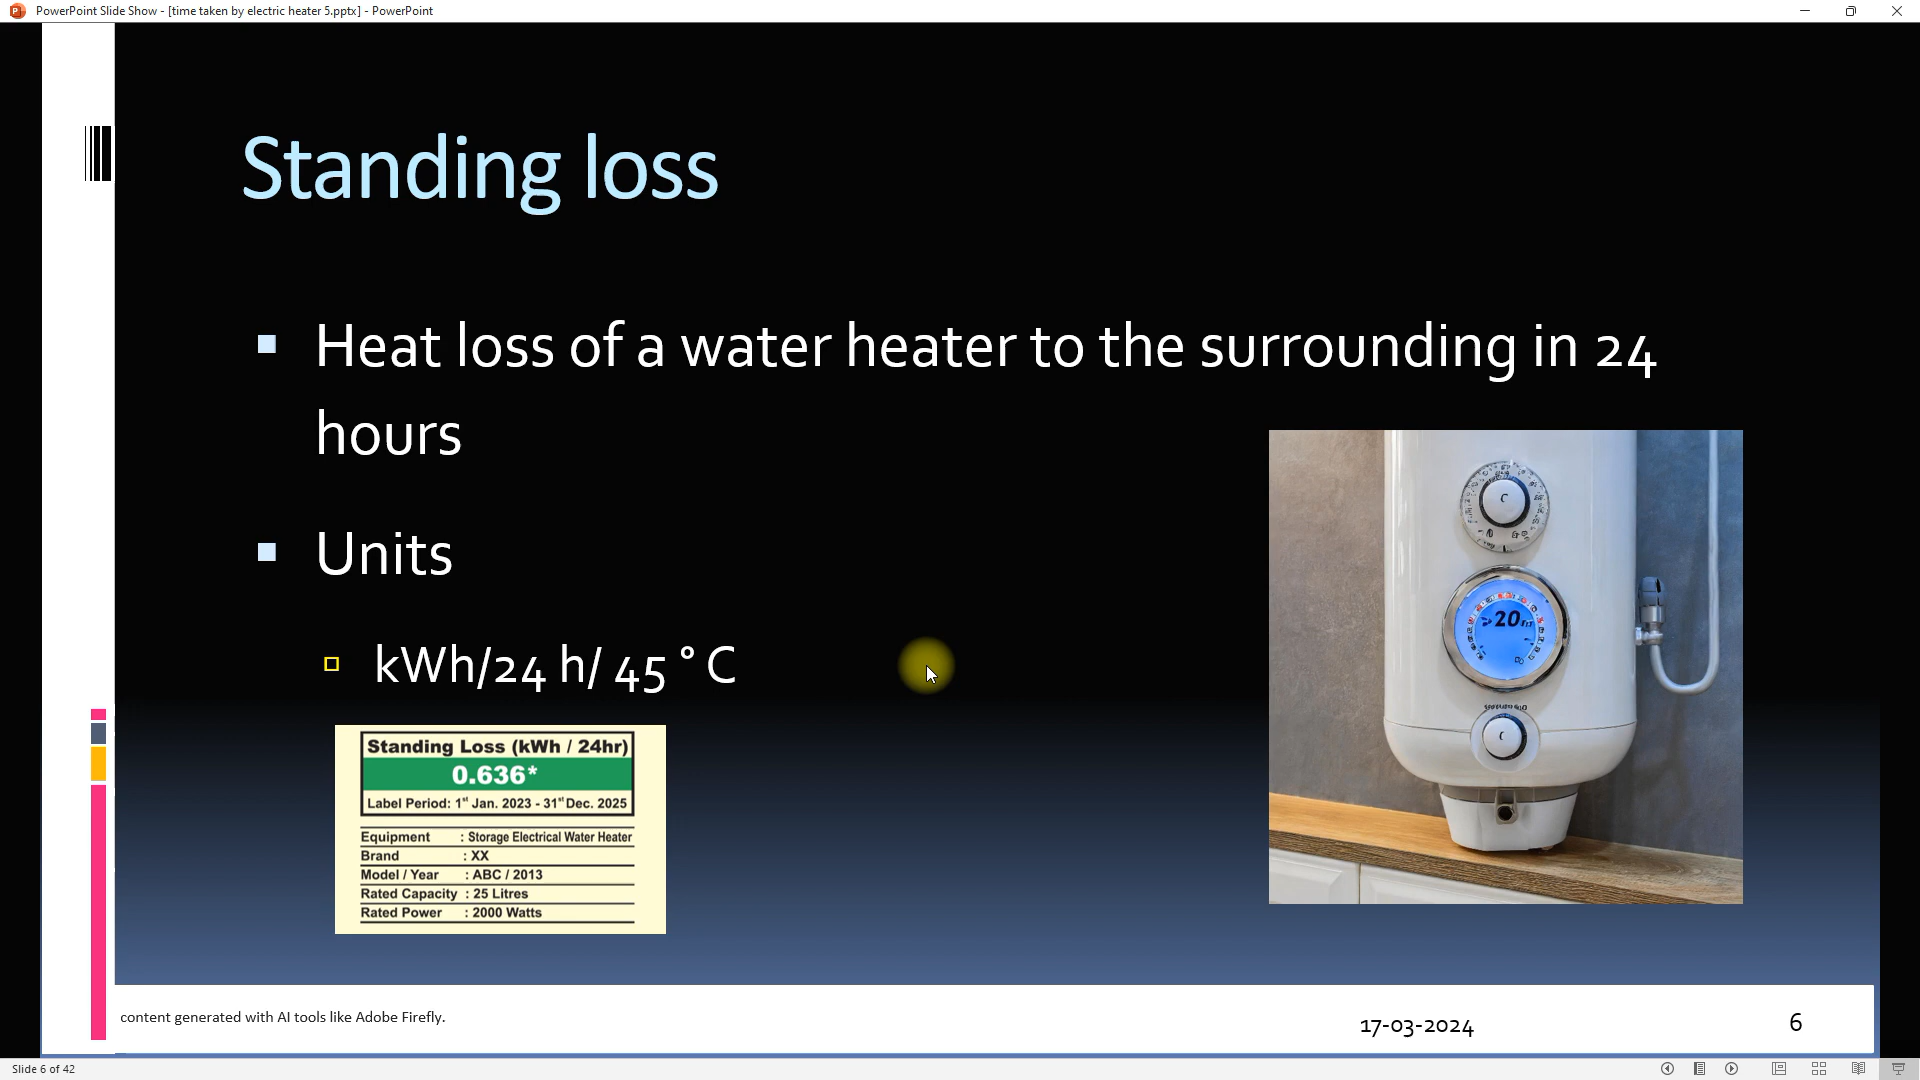 PowerPoint Slide Show - [time taken by electric heater 5.pptx] - PowerPoint
Standing loss
Heat loss of a water heater to the surrounding in 24
hours
Units
kWh/24 h/ 45 ° C
Standing Loss (kWh / 24hr)
0.636*
Label Period: 1st Jan. 2023 - 31st Dec. 2025
Equipment : Storage Electrical Water Heater
Brand : XX
Model / Year : ABC / 2013
Rated Capacity : 25 Litres
Rated Power : 2000 Watts
20
content generated with AI tools like Adobe Firefly.
17-03-2024
6
Slide 6 of 42